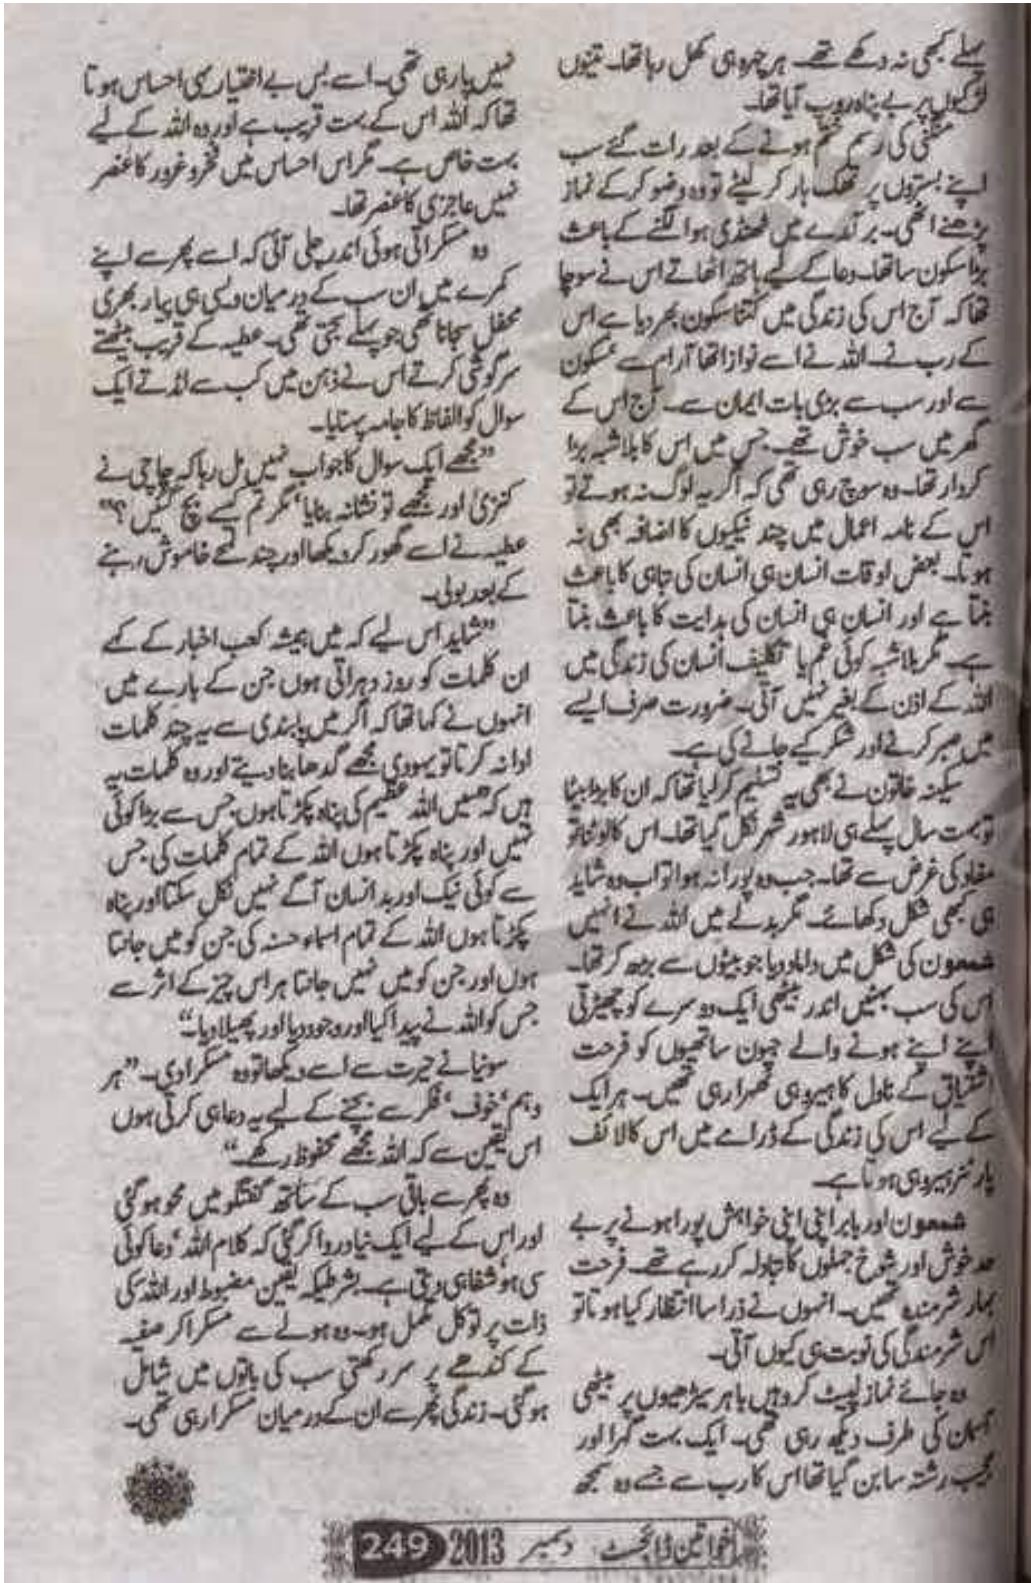 پہلے کبھی نہ دکھے تھے۔ ہر چہرہ ہی کھل رہا تھا۔ تینوں
لڑکیوں پر بے پناہ روپ آیا تھا۔
منگنی کی رسم ختم ہونے کے بعد رات گئے سب
اپنے بستروں پر تھک ہار کر لیٹے تو وہ وضو کر کے نماز
پڑھنے اٹھی۔ برآمدے میں ٹھنڈی ہوا لگنے کے باعث
بڑا سکون سا تھا۔ دعا کے لیے ہاتھ اٹھاتے اس نے سوچا
تھا کہ آج اس کی زندگی میں کتنا سکون بھر دیا ہے اس
کے رب نے۔ اللہ نے اسے نوازا تھا آرام سے سکون
سے اور سب سے بڑی بات ایمان سے۔ آج اس کے
گھر میں سب خوش تھے۔ جس میں اس کا بلاشبہ بڑا
کردار تھا۔ وہ سوچ رہی تھی کہ اگر یہ لوگ نہ ہوتے تو
اس کے نامہ اعمال میں چند نیکیوں کا اضافہ بھی نہ
ہوتا۔ بعض اوقات انسان ہی انسان کی تباہی کا باعث
بنتا ہے اور انسان ہی انسان کی ہدایت کا باعث بنتا
ہے۔ مگر بلاشبہ کوئی غم یا تکلیف انسان کی زندگی میں
اللہ کے اذن کے بغیر نہیں آتی۔ ضرورت صرف ایسے
میں صبر کرنے اور شکر کیے جانے کی ہے۔
سکینہ خاتون نے بھی یہ تسلیم کر لیا تھا کہ ان کا بڑا بیٹا
تو بہت سال پہلے ہی لاہور شہر نکل گیا تھا۔ اس کا لوٹنا تو
مفاد کی غرض سے تھا۔ جب وہ پورا نہ ہوا تو اب وہ شاید
ہی کبھی شکل دکھائے۔ مگر بدلے میں اللہ نے انہیں
شمعون کی شکل میں داماد دیا جو بیٹوں سے بڑھ کر تھا۔
اس کی سب بہنیں اندر بیٹھی ایک دوسرے کو چھیڑتی
اپنے اپنے ہونے والے جیون ساتھیوں کو فرحت
اشتیاق کے ناول کا ہیرو ہی ٹھہرا رہی تھیں۔ ہر ایک
کے لیے اس کی زندگی کے ڈرامے میں اس کا لائف
پارٹنر ہیرو ہی ہوتا ہے۔
شمعون اور بابر اپنی اپنی خواہش پورا ہونے پر بے
حد خوش اور شوخ جملوں کا تبادلہ کر رہے تھے۔ فرحت
بہار شرمندہ تھیں۔ انہوں نے ذرا سا انتظار کیا ہوتا تو
اس شرمندگی کی نوبت ہی کیوں آتی۔
وہ جائے نماز لپیٹ کر وہیں باہر سیڑھیوں پر بیٹھی
آسمان کی طرف دیکھ رہی تھی۔ ایک بہت گہرا اور
عجیب رشتہ سا بن گیا تھا اس کا رب سے جسے وہ سمجھ
نہیں پا رہی تھی۔ اسے بس بے اختیار ہی احساس ہوتا
تھا کہ اللہ اس کے بہت قریب ہے اور وہ اللہ کے لیے
بہت خاص ہے۔ مگر اس احساس میں فخر و غرور کا عنصر
نہیں عاجزی کا عنصر تھا۔
وہ مسکراتی ہوئی اندر چلی آئی کہ اسے پھر سے اپنے
کمرے میں ان سب کے درمیان ویسی ہی پیار بھری
محفل سجانا تھی جو پہلے سجتی تھی۔ عطیہ کے قریب بیٹھتے
سرگوشی کرتے اس نے ذہن میں کب سے امڈتے ایک
سوال کو الفاظ کا جامہ پہنایا۔
”مجھے ایک سوال کا جواب نہیں مل رہا کہ چاچی نے
کنزیٰ اور مجھے تو نشانہ بنایا، مگر تم کیسے بچ گئیں؟“
عطیہ نے اسے گھور کر دیکھا اور چند لمحے خاموش رہنے
کے بعد بولی۔
”شاید اس لیے کہ میں ہمیشہ کعب احبار کے کہے
ان کلمات کو روز دہراتی ہوں جن کے بارے میں
انہوں نے کہا تھا کہ اگر میں پابندی سے یہ چند کلمات
ادا نہ کرتا تو یہودی مجھے گدھا بنا دیتے اور وہ کلمات یہ
ہیں کہ ”میں اللہ عظیم کی پناہ پکڑتا ہوں جس سے بڑا کوئی
نہیں اور پناہ پکڑتا ہوں اللہ کے تمام کلمات کی جس
سے کوئی نیک اور بد انسان آگے نہیں نکل سکتا اور پناہ
پکڑتا ہوں اللہ کے تمام اسماء حسنہ کی جن کو میں جانتا
ہوں اور جن کو میں نہیں جانتا ہر اس چیز کے اثر سے
جس کو اللہ نے پیدا کیا اور وجود دیا اور پھیلا دیا۔“
سونیا نے حیرت سے اسے دیکھا تو وہ مسکرا دی۔ ”ہر
وہم، خوف، فکر سے بچنے کے لیے یہ دعا ہی کرتی ہوں
اس یقین سے کہ اللہ مجھے محفوظ رکھے۔“
وہ پھر سے باقی سب کے ساتھ گفتگو میں محو ہو گئی
اور اس کے لیے ایک نیا در وا کر گئی کہ کلام اللہ، دعا کوئی
سی ہو شفا ہی دیتی ہے۔ بشرطیکہ یقین مضبوط اور اللہ کی
ذات پر توکل مکمل ہو۔ وہ ہولے سے مسکرا کر صفیہ
کے کندھے پر سر رکھتی سب کی باتوں میں شامل
ہو گئی۔ زندگی پھر سے ان کے درمیان مسکرا رہی تھی۔
خواتین ڈائجسٹ دسمبر 2013 249